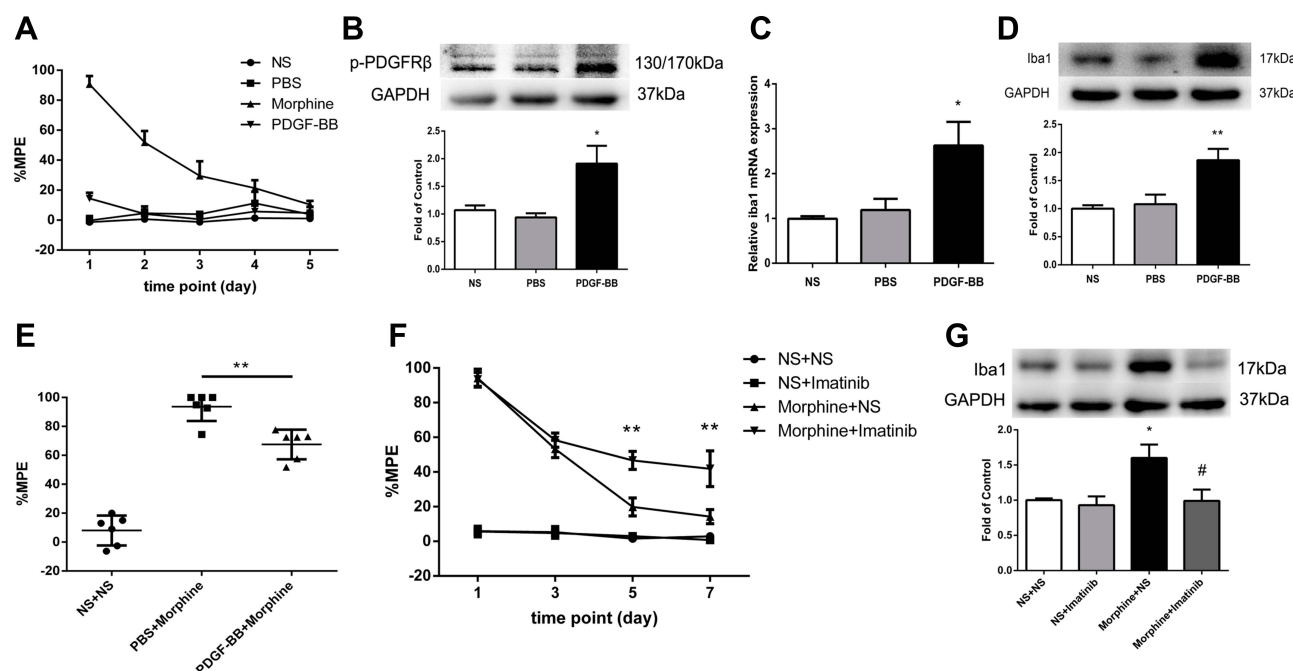 A
%MPE
100
80
60
40
20
0
-20
1 2 3 4 5
time point (day)
NS
PBS
Morphine
PDGF-BB
B
p-PDGFRβ
130/170kDa
GAPDH
37kDa
Fold of Control
2.5
2.0
1.5
1.0
0.5
0.0
*
NS PBS PDGF-BB
C
Relative iba1 mRNA expression
4
3
2
1
0
*
NS PBS PDGF-BB
D
Iba1
17kDa
GAPDH
37kDa
Fold of Control
2.5
2.0
1.5
1.0
0.5
0.0
**
NS PBS PDGF-BB
E
%MPE
100
80
60
40
20
0
-20
**
NS+NS
PBS+Morphine
PDGF-BB+Morphine
F
%MPE
100
80
60
40
20
0
-20
** **
1 3 5 7
time point (day)
NS+NS
NS+Imatinib
Morphine+NS
Morphine+Imatinib
G
Iba1
17kDa
GAPDH
37kDa
Fold of Control
2.0
1.5
1.0
0.5
0.0
*
#
NS+NS
NS+Imatinib
Morphine+NS
Morphine+Imatinib